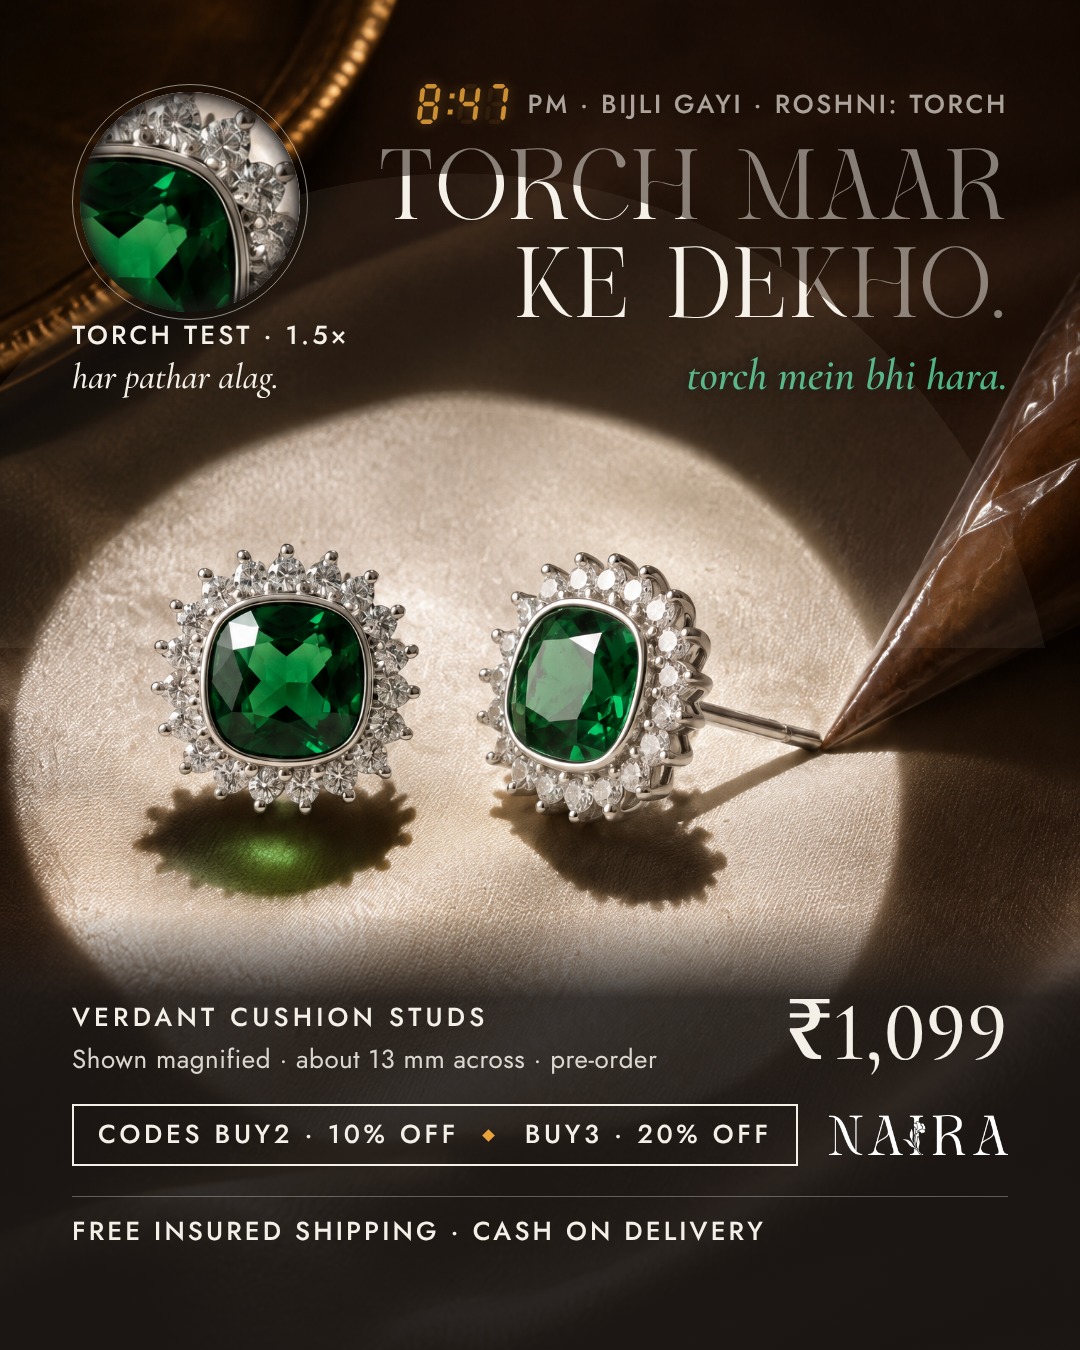 8:47 PM · BIJLI GAYI · ROSHNI: TORCH
TORCH MAAR
KE DEKHO.
torch mein bhi hara.
TORCH TEST · 1.5×
har pathar alag.
VERDANT CUSHION STUDS
Shown magnified · about 13 mm across · pre-order
₹1,099
CODES BUY2 · 10% OFF ◆ BUY3 · 20% OFF
NAIRA
FREE INSURED SHIPPING · CASH ON DELIVERY